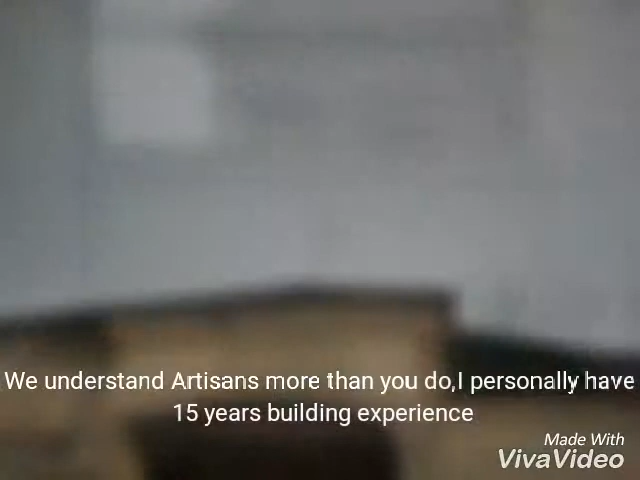 We understand Artisans more than you do,I personally have
15 years building experience
Made With
VivaVideo